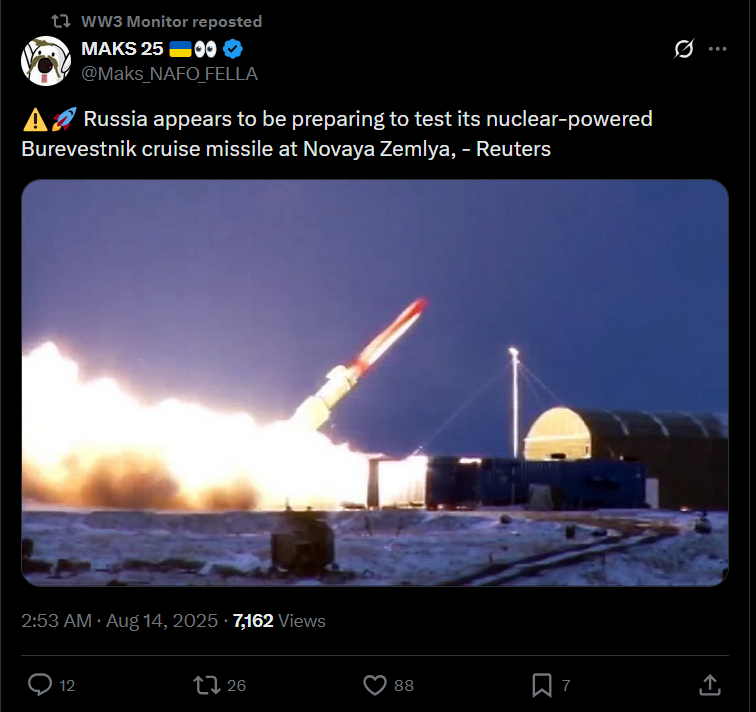 WW3 Monitor reposted
MAKS 25 🇺🇦👀
@Maks_NAFO_FELLA
⚠️🚀 Russia appears to be preparing to test its nuclear-powered
Burevestnik cruise missile at Novaya Zemlya, - Reuters
2:53 AM · Aug 14, 2025 · 7,162 Views
12 26 88 7